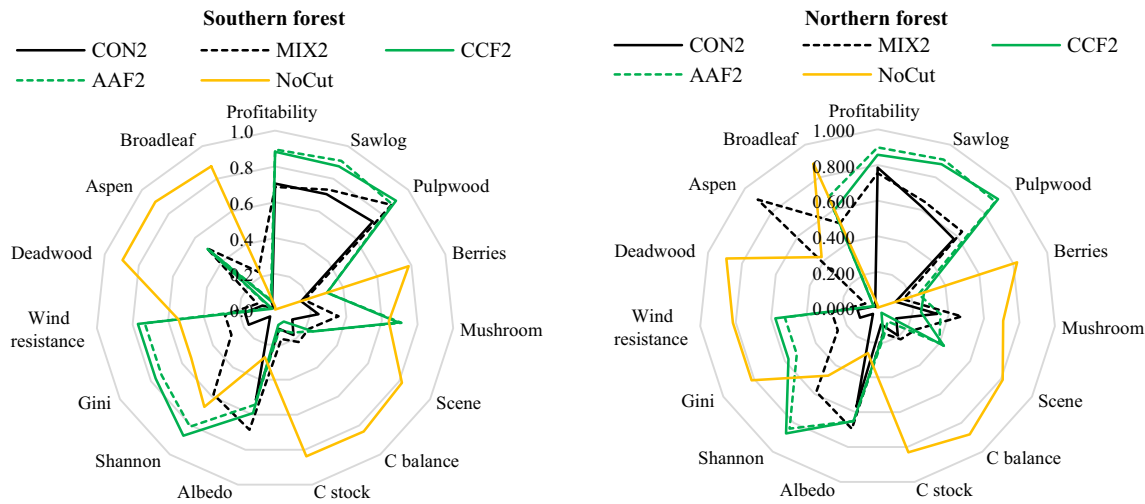 Southern forest
CON2 MIX2 CCF2
AAF2 NoCut
Profitability
Sawlog
Pulpwood
Berries
Mushroom
Scene
C balance
C stock
Albedo
Shannon
Gini
Wind
resistance
Deadwood
Aspen
Broadleaf
1.0
0.8
0.6
0.4
0.2
0.0
Northern forest
CON2 MIX2 CCF2
AAF2 NoCut
Profitability
Sawlog
Pulpwood
Berries
Mushroom
Scene
C balance
C stock
Albedo
Shannon
Gini
Wind
resistance
Deadwood
Aspen
Broadleaf
1.000
0.800
0.600
0.400
0.200
0.000